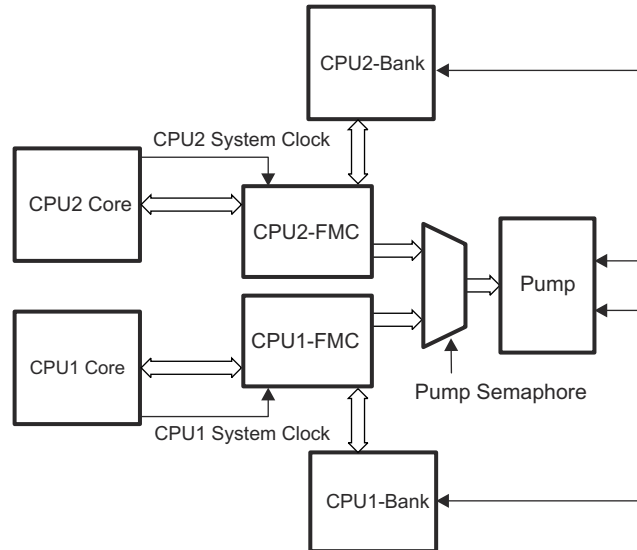 CPU2-Bank
CPU2 System Clock
CPU2 Core
CPU2-FMC
Pump
CPU1-FMC
CPU1 Core
Pump Semaphore
CPU1 System Clock
CPU1-Bank